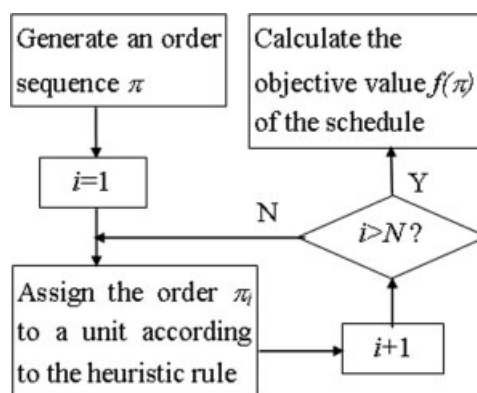 Generate an order
sequence π
i=1
Assign the order πi
to a unit according
to the heuristic rule
i+1
i>N?
N
Y
Calculate the
objective value f(π)
of the schedule